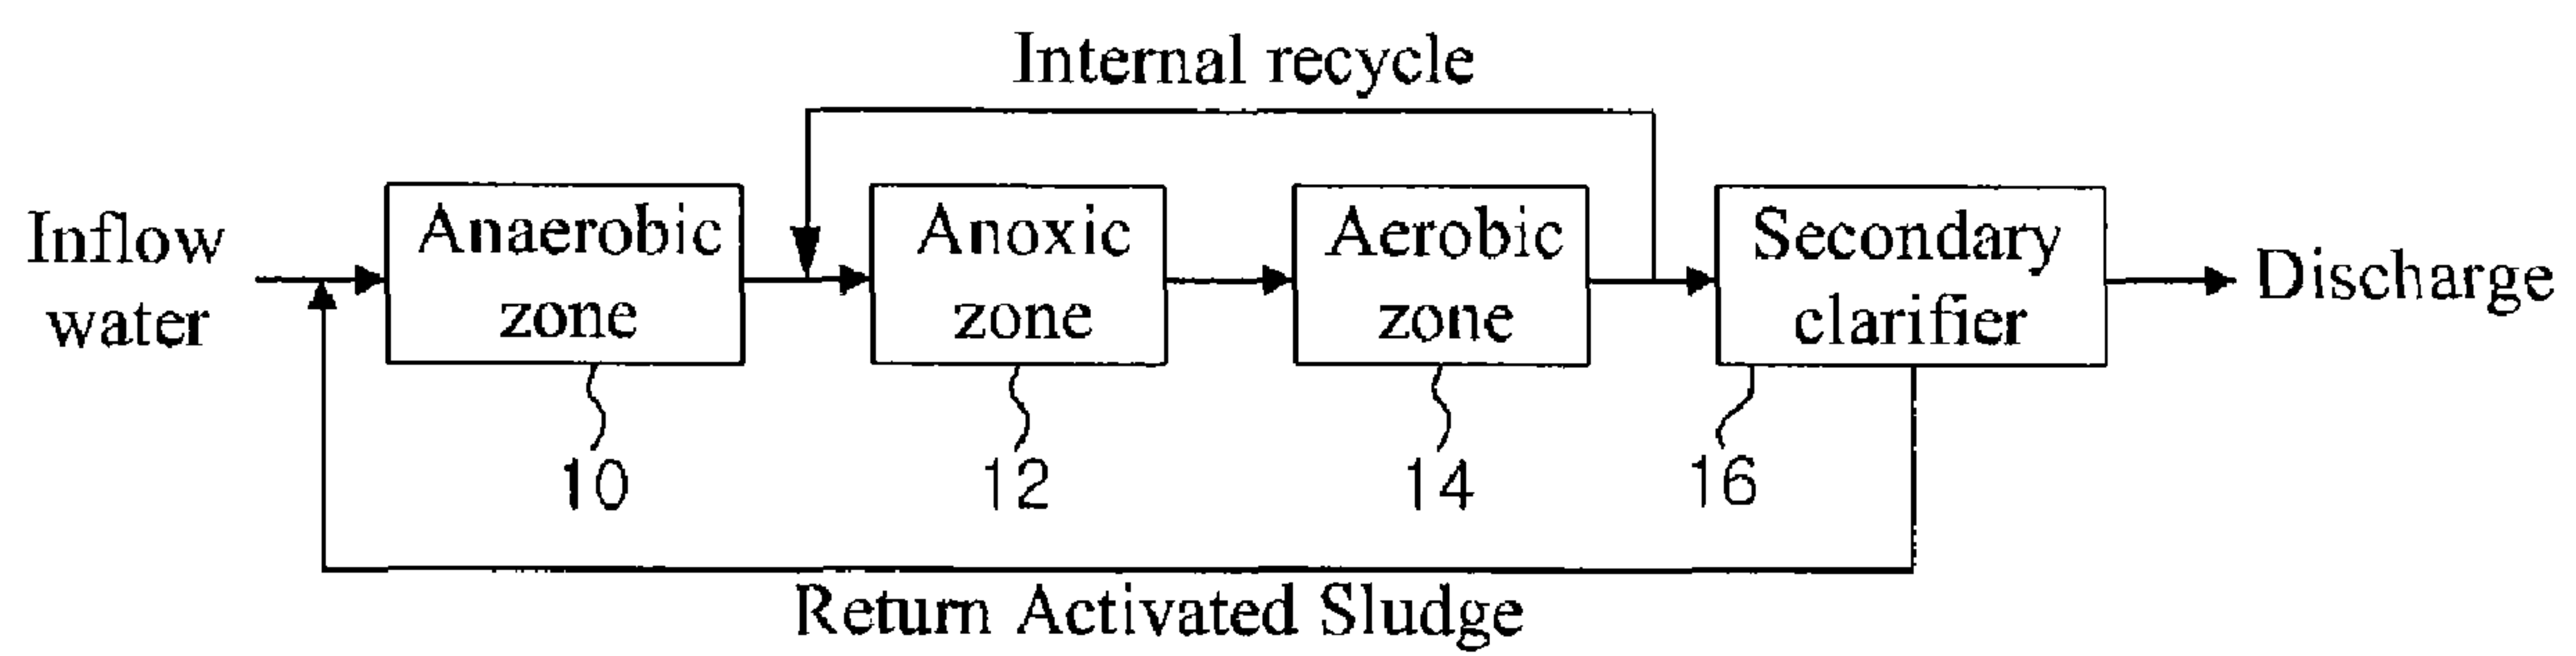 Internal recycle
Inflow
water
Anaerobic
zone
Anoxic
zone
Aerobic
zone
Secondary
clarifier
Discharge
10
12
14
16
Return Activated Sludge